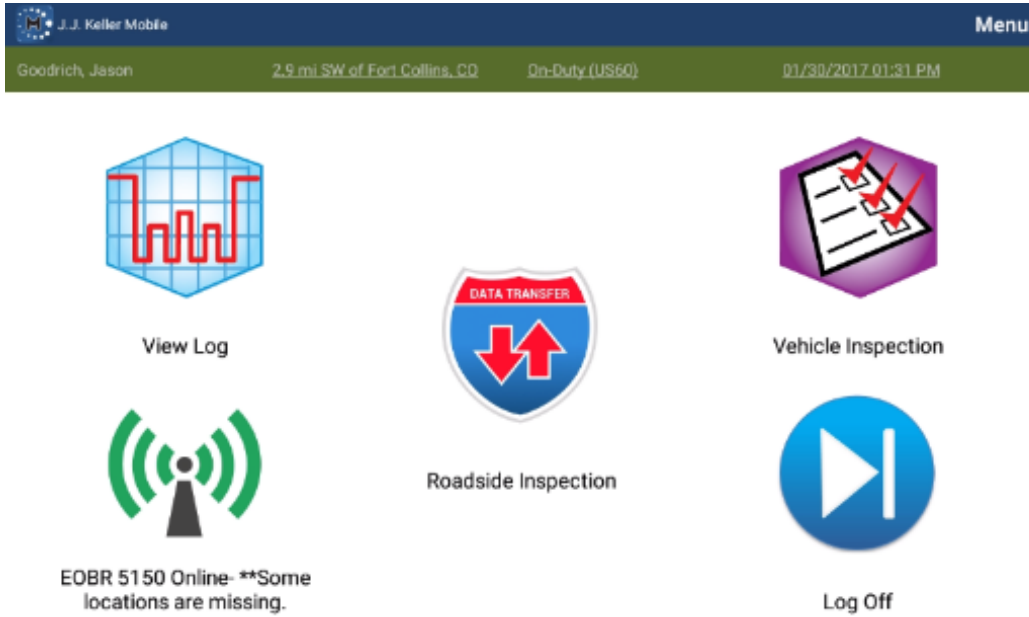 J.J. Keller Mobile
Menu
Goodrich, Jason
2.9 mi SW of Fort Collins, CO
On-Duty (US60)
01/30/2017 01:31 PM
DATA TRANSFER
View Log
Vehicle Inspection
Roadside Inspection
EOBR 5150 Online- **Some
locations are missing.
Log Off